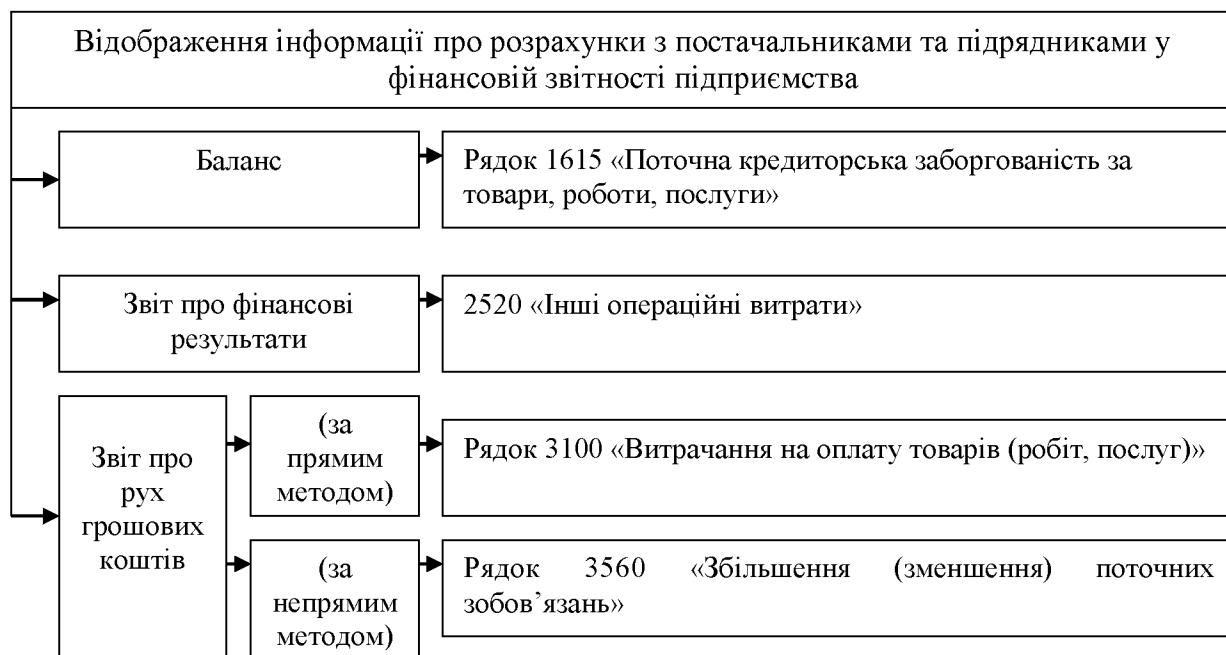 Відображення інформації про розрахунки з постачальниками та підрядниками у
фінансовій звітності підприємства
Баланс
Рядок 1615 «Поточна кредиторська заборгованість за
товари, роботи, послуги»
Звіт про фінансові
результати
2520 «Інші операційні витрати»
Звіт про
рух
грошових
коштів
(за
прямим
методом)
Рядок 3100 «Витрачання на оплату товарів (робіт, послуг)»
(за
непрямим
методом)
Рядок 3560 «Збільшення (зменшення) поточних
зобов’язань»